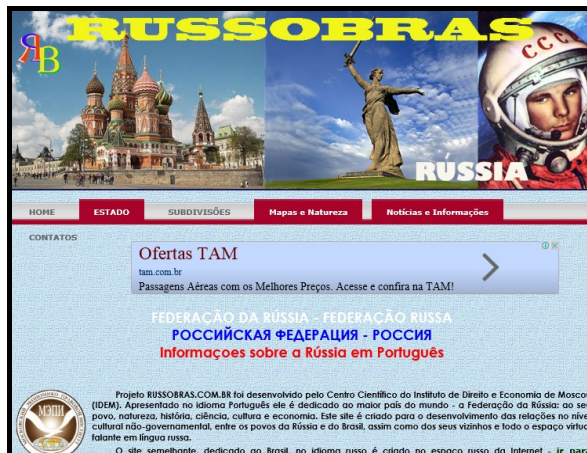 ЯB
RUSSOBRAS
СССР
RÚSSIA
HOME ESTADO SUBDIVISÕES Mapas e Natureza Notícias e Informações
CONTATOS
Ofertas TAM
tam.com.br
Passagens Aéreas com os Melhores Preços. Acesse e confira na TAM!
FEDERAÇÃO DA RÚSSIA - FEDERAÇÃO RUSSA
РОССИЙСКАЯ ФЕДЕРАЦИЯ - РОССИЯ
Informaçoes sobre a Rússia em Português
МЭПИ
Projeto RUSSOBRAS.COM.BR foi desenvolvido pelo Centro Científico do Instituto de Direito e Economia de Moscou
(IDEM). Apresentado no idioma Português ele é dedicado ao maior país do mundo - a Federação da Rússia: ao seu
povo, natureza, história, ciência, cultura e economia. Este site é criado para o desenvolvimento das relações no níve
cultural não-governamental, entre os povos da Rússia e do Brasil, assim como dos seus vizinhos e todo o espaço virtu
falante em língua russa.
O site semelhante, dedicado ao Brasil, no idioma russo é criado no espaço russo da Internet - ir par